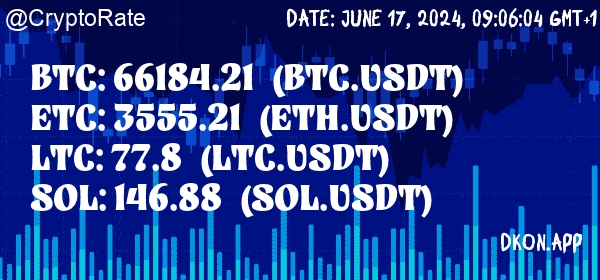 @CryptoRate
DATE: JUNE 17, 2024, 09:06:04 GMT+1
BTC: 66184.21 (BTC.USDT)
ETC: 3555.21 (ETH.USDT)
LTC: 77.8 (LTC.USDT)
SOL: 146.88 (SOL.USDT)
DKON.APP